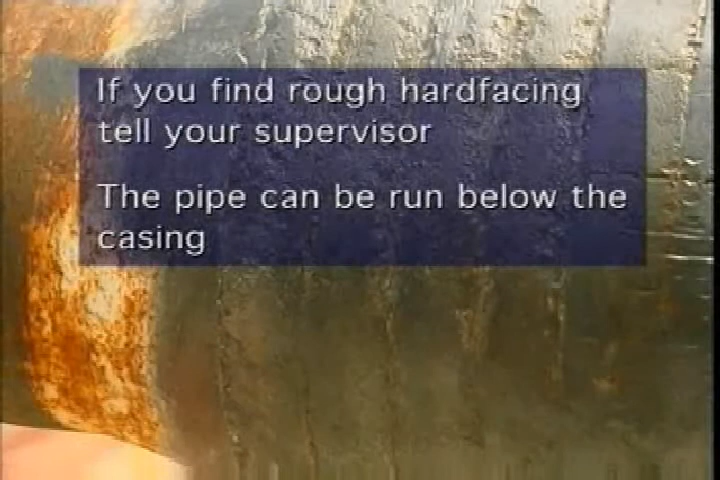 If you find rough hardfacing
tell your supervisor
The pipe can be run below the
casing